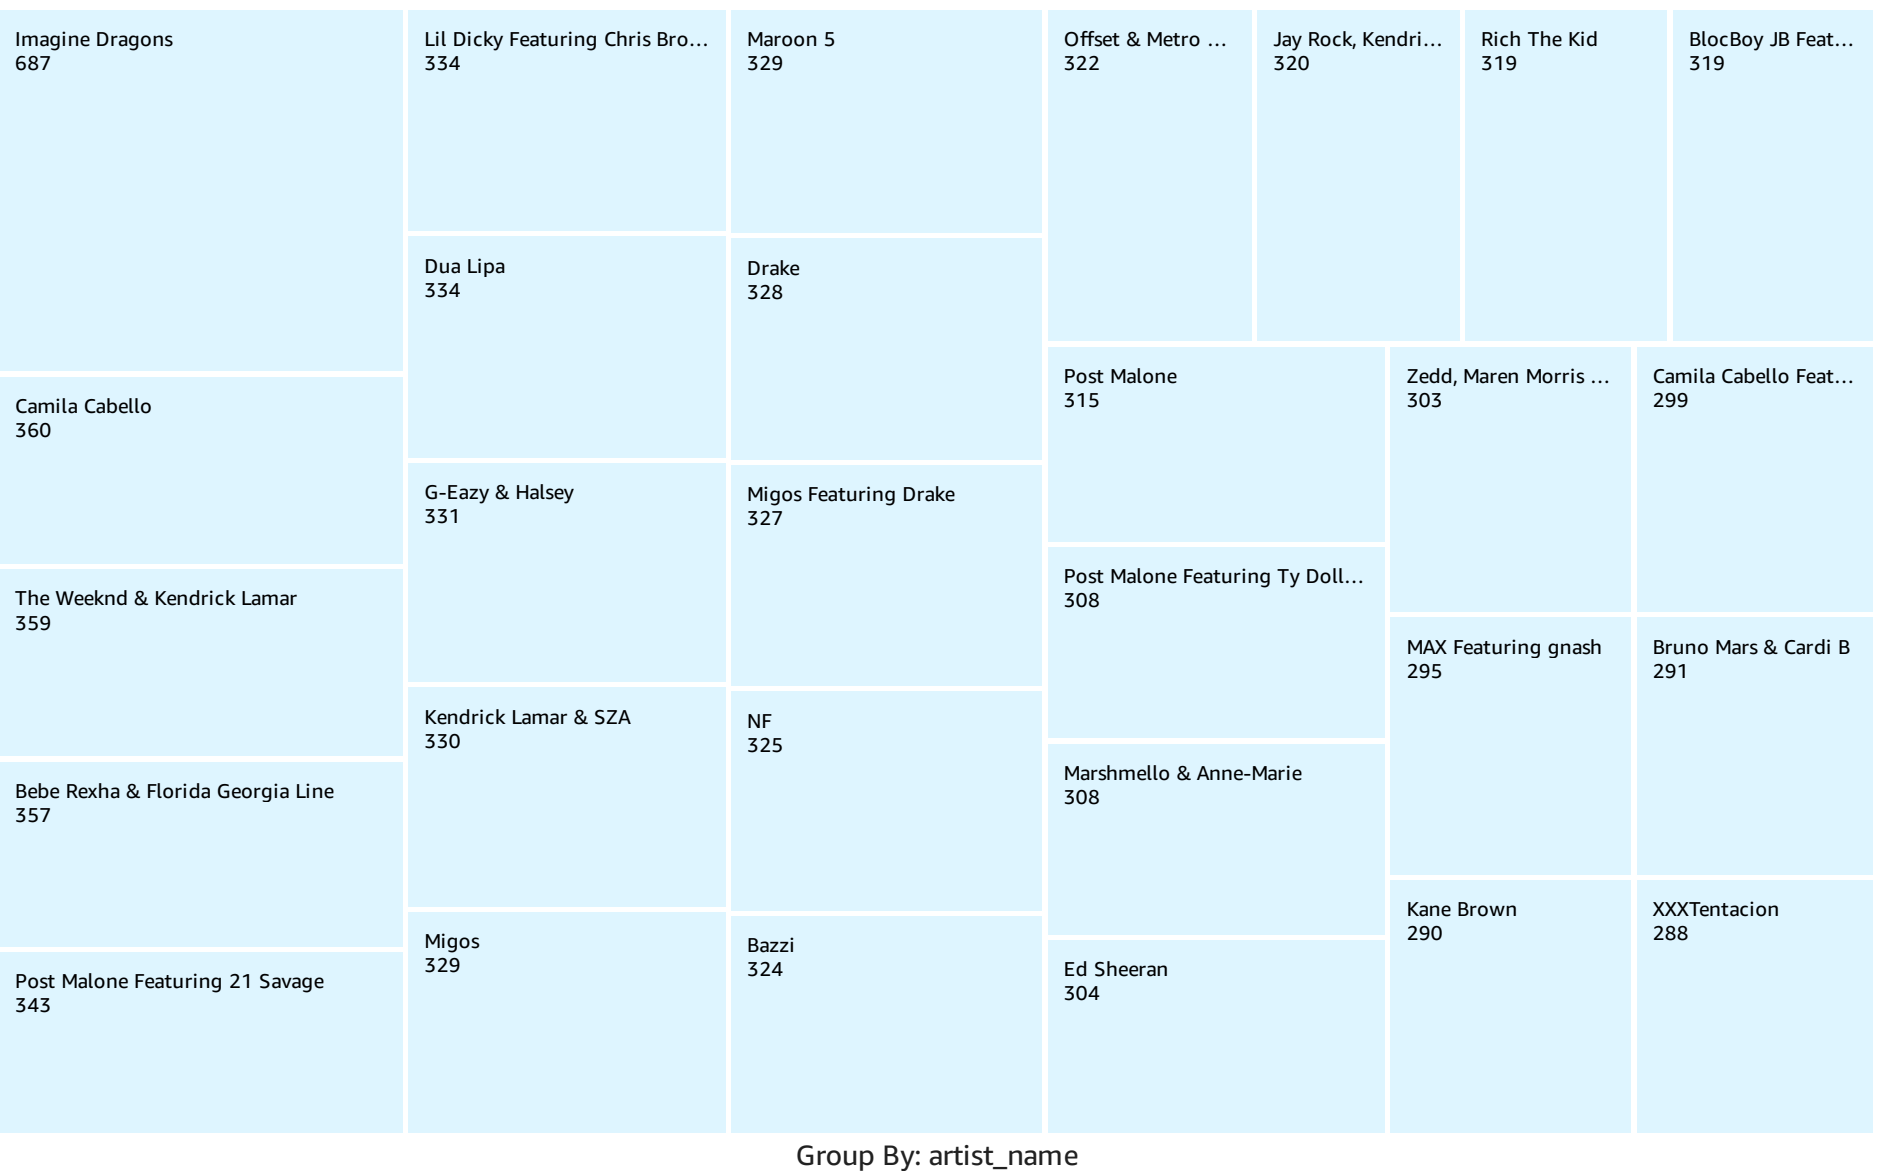 Imagine Dragons
687
Camila Cabello
360
The Weeknd & Kendrick Lamar
359
Bebe Rexha & Florida Georgia Line
357
Post Malone Featuring 21 Savage
343
Lil Dicky Featuring Chris Bro...
334
Dua Lipa
334
G-Eazy & Halsey
331
Kendrick Lamar & SZA
330
Migos
329
Maroon 5
329
Drake
328
Migos Featuring Drake
327
NF
325
Bazzi
324
Offset & Metro ...
322
Jay Rock, Kendri...
320
Rich The Kid
319
BlocBoy JB Feat...
319
Post Malone
315
Post Malone Featuring Ty Doll...
308
Marshmello & Anne-Marie
308
Ed Sheeran
304
Zedd, Maren Morris ...
303
Camila Cabello Feat...
299
MAX Featuring gnash
295
Bruno Mars & Cardi B
291
Kane Brown
290
XXXTentacion
288
Group By: artist_name